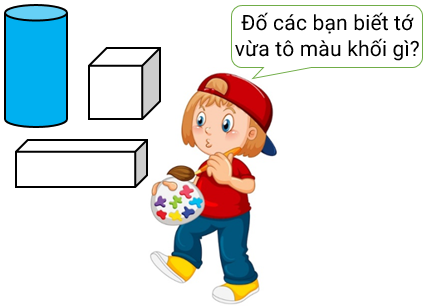 Đố các bạn biết tớ
vừa tô màu khối gì?